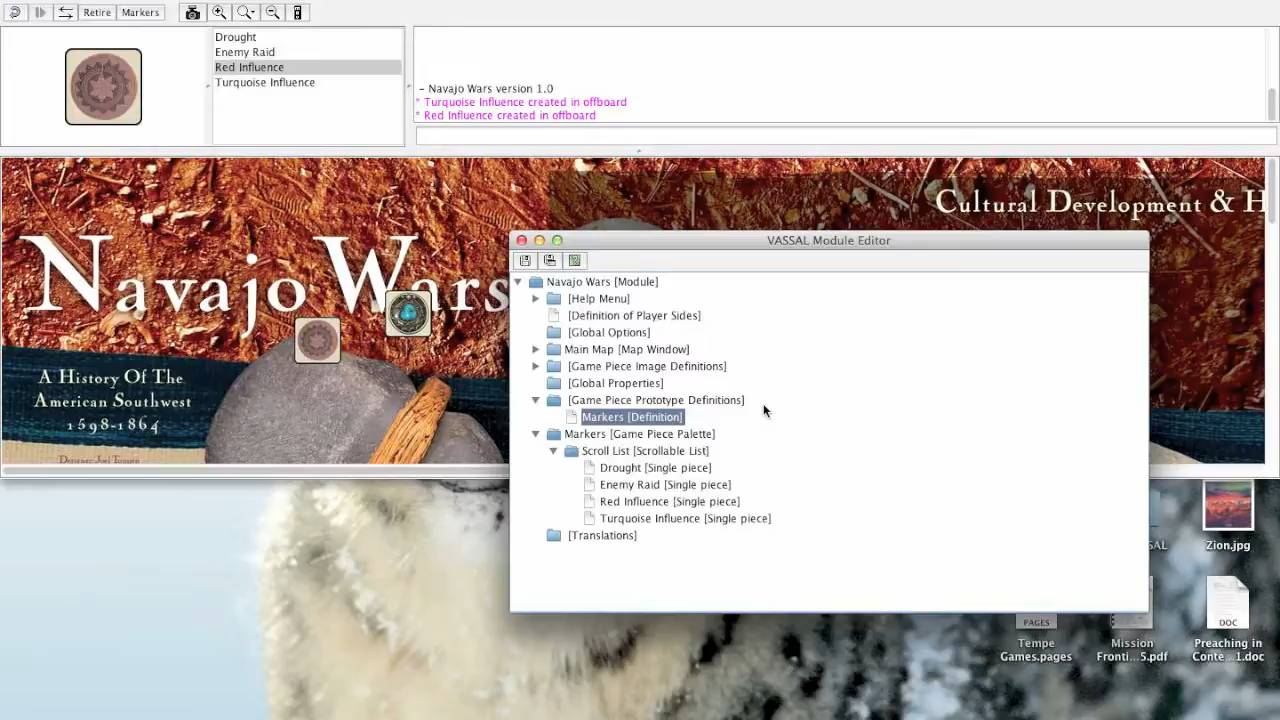 Retire
Markers
Drought
Enemy Raid
Red Influence
Turquoise Influence
- Navajo Wars version 1.0
* Turquoise Influence created in offboard
* Red Influence created in offboard
Navajo Wars
Cultural Development & H
A History Of The
American Southwest
1598-1864
VASSAL Module Editor
Navajo Wars [Module]
[Help Menu]
[Definition of Player Sides]
[Global Options]
Main Map [Map Window]
[Game Piece Image Definitions]
[Global Properties]
[Game Piece Prototype Definitions]
Markers [Definition]
Markers [Game Piece Palette]
Scroll List [Scrollable List]
Drought [Single piece]
Enemy Raid [Single piece]
Red Influence [Single piece]
Turquoise Influence [Single piece]
[Translations]
SAL
Zion.jpg
PAGES
DOC
Tempe
Games.pages
Mission
Fronti...5.pdf
Preaching in
Conte...1.doc